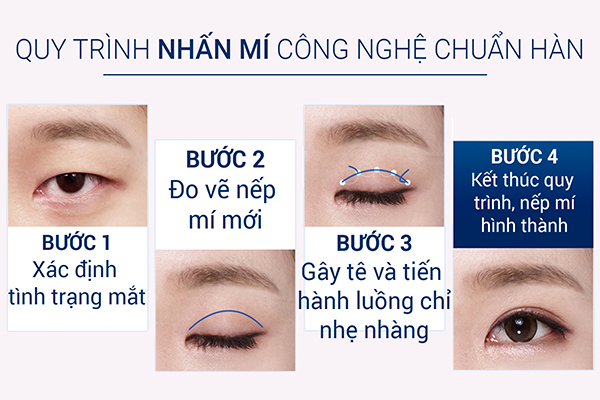 QUY TRÌNH NHẤN MÍ CÔNG NGHỆ CHUẨN HÀN
BƯỚC 1
Xác định
tình trạng mắt
BƯỚC 2
Đo vẽ nếp
mí mới
BƯỚC 3
Gây tê và tiến
hành luồng chỉ
nhẹ nhàng
BƯỚC 4
Kết thúc quy
trình, nếp mí
hình thành